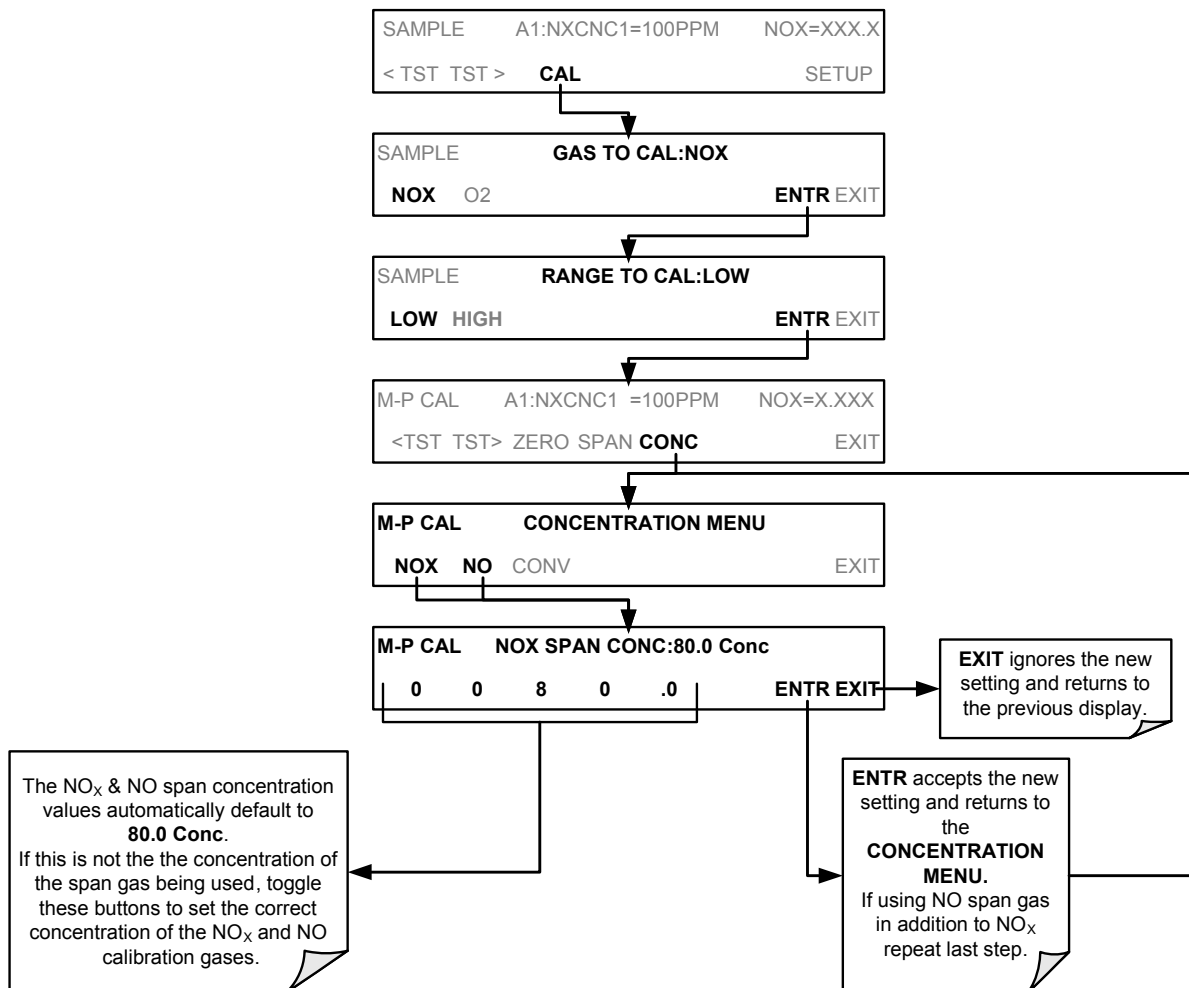 SAMPLE A1:NXCNC1=100PPM NOX=XXX.X
< TST TST > CAL SETUP
SAMPLE GAS TO CAL:NOX
NOX O2 ENTR EXIT
SAMPLE RANGE TO CAL:LOW
LOW HIGH ENTR EXIT
M-P CAL A1:NXCNC1 =100PPM NOX=X.XXX
<TST TST> ZERO SPAN CONC EXIT
M-P CAL CONCENTRATION MENU
NOX NO CONV EXIT
M-P CAL NOX SPAN CONC:80.0 Conc
0 0 8 0 .0 ENTR EXIT
EXIT ignores the new
setting and returns to
the previous display.
The NOX & NO span concentration
values automatically default to
80.0 Conc.
If this is not the the concentration of
the span gas being used, toggle
these buttons to set the correct
concentration of the NOX and NO
calibration gases.
ENTR accepts the new
setting and returns to
the
CONCENTRATION
MENU.
If using NO span gas
in addition to NOX
repeat last step.